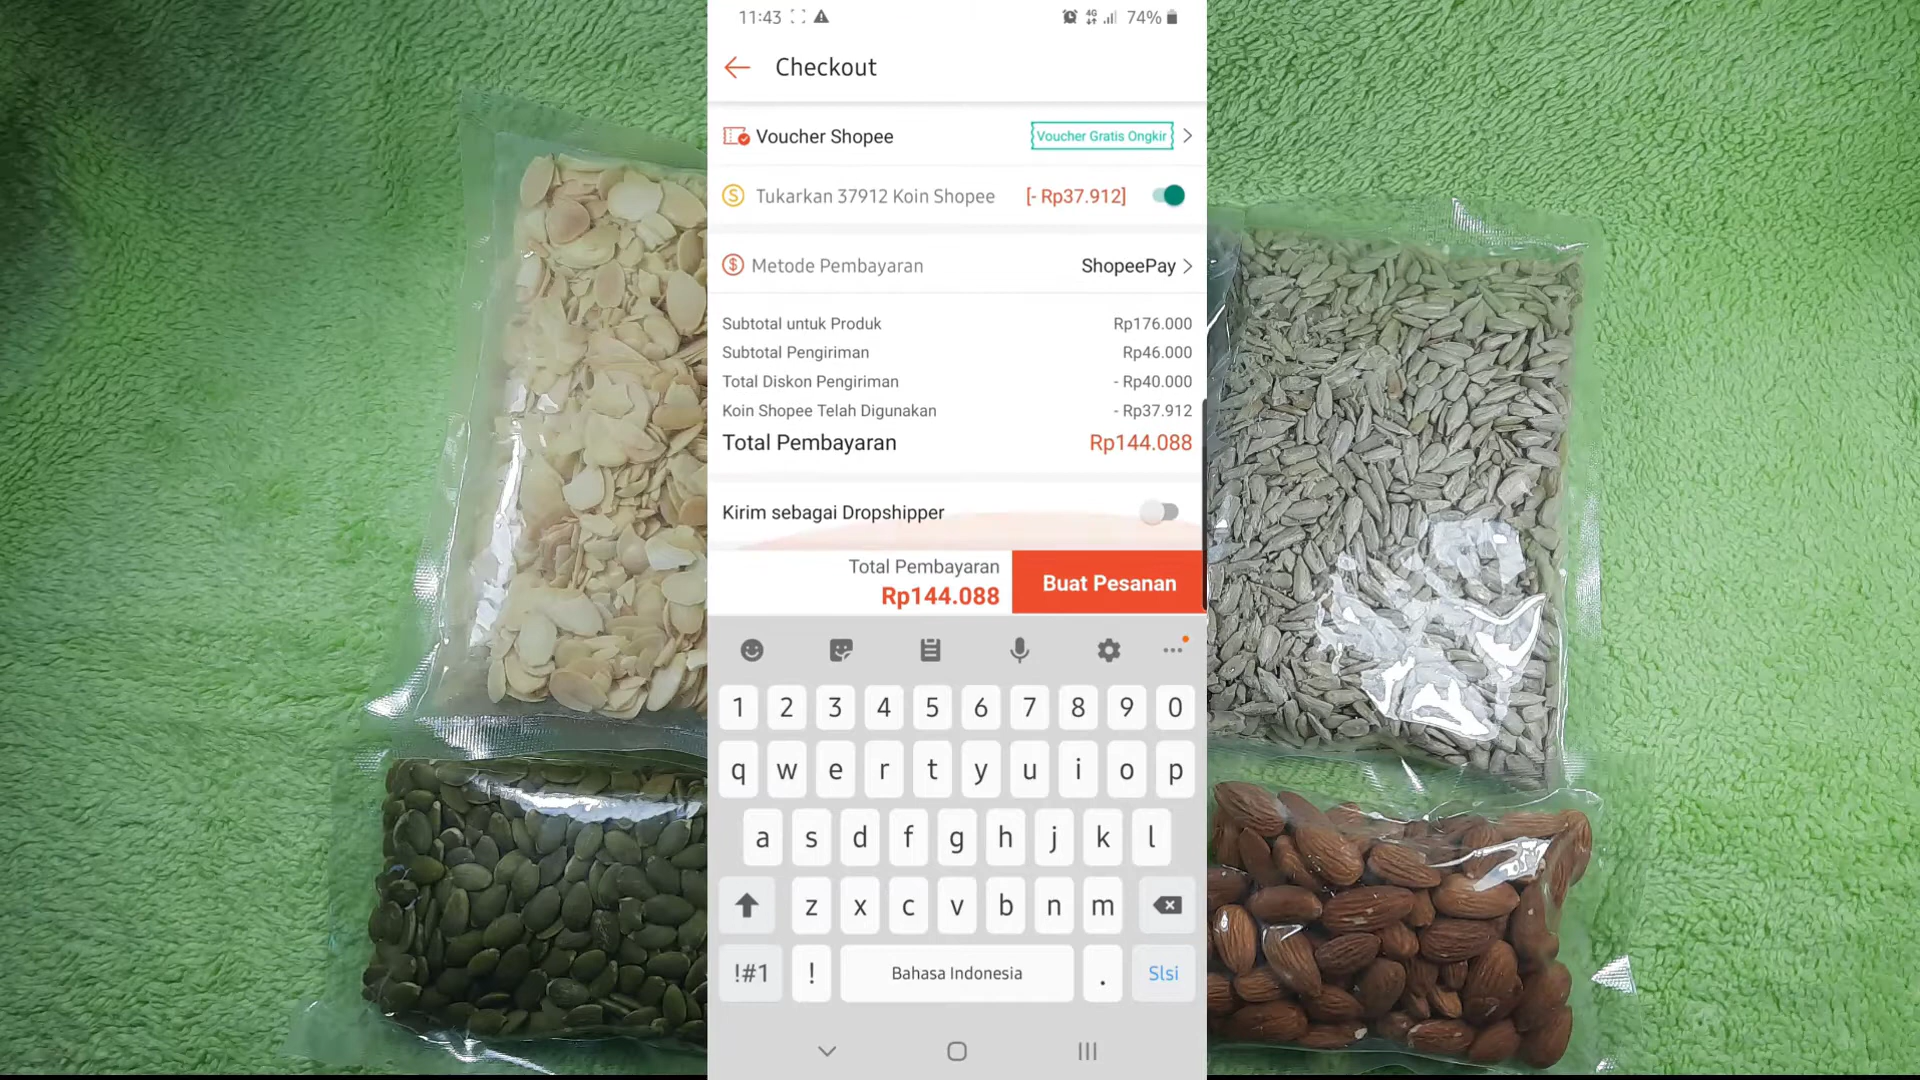 11:43 74%
Checkout
Voucher Shopee Voucher Gratis Ongkir
Tukarkan 37912 Koin Shopee [- Rp37.912]
Metode Pembayaran ShopeePay
Subtotal untuk Produk Rp176.000
Subtotal Pengiriman Rp46.000
Total Diskon Pengiriman - Rp40.000
Koin Shopee Telah Digunakan - Rp37.912
Total Pembayaran Rp144.088
Kirim sebagai Dropshipper
Total Pembayaran
Rp144.088
Buat Pesanan
1 2 3 4 5 6 7 8 9 0
q w e r t y u i o p
a s d f g h j k l
z x c v b n m
!#1 ! Bahasa Indonesia . Slsi